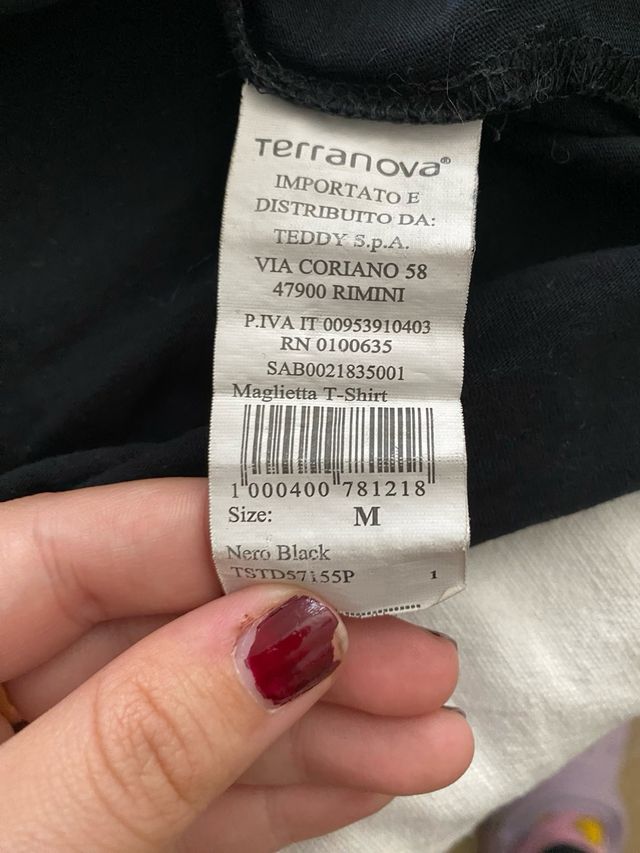 Terranova®
IMPORTATO E
DISTRIBUITO DA:
TEDDY S.p.A.
VIA CORIANO 58
47900 RIMINI
P.IVA IT 00953910403
RN 0100635
SAB0021835001
Maglietta T-Shirt
1 000400 781218
Size: M
Nero Black
TSTD57155P 1